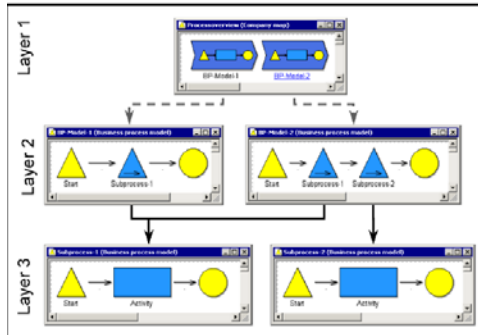 Layer 1
Processoverview (Company map)
BP-Model-1
BP-Model-2
Layer 2
BP-Model-1 (Business process model)
Start
Subprocess-1
BP-Model-2 (Business process model)
Start
Subprocess-1
Subprocess-2
Layer 3
Subprocess-1 (Business process model)
Start
Activity
Subprocess-2 (Business process model)
Start
Activity